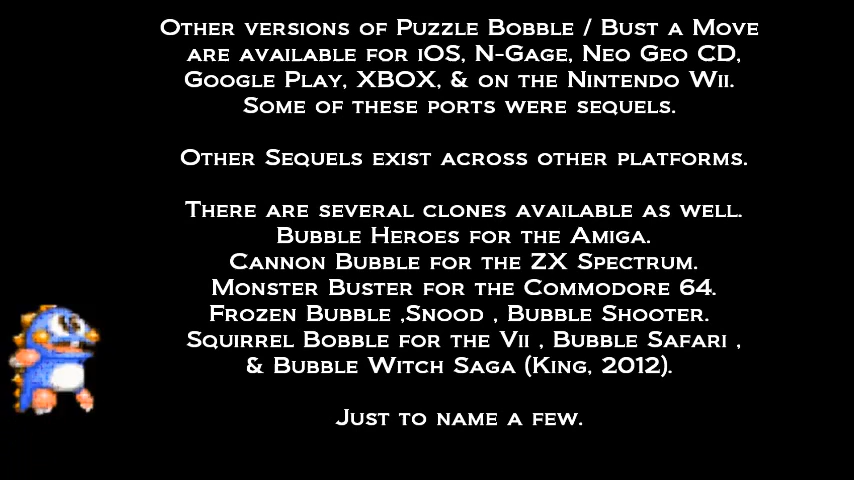 Other versions of Puzzle Bobble / Bust a Move
are available for iOS, N-Gage, Neo Geo CD,
Google Play, XBOX, & on the Nintendo Wii.
Some of these ports were sequels.
Other Sequels exist across other platforms.
There are several clones available as well.
Bubble Heroes for the Amiga.
Cannon Bubble for the ZX Spectrum.
Monster Buster for the Commodore 64.
Frozen Bubble ,Snood , Bubble Shooter.
Squirrel Bobble for the Vii , Bubble Safari ,
& Bubble Witch Saga (King, 2012).
Just to name a few.